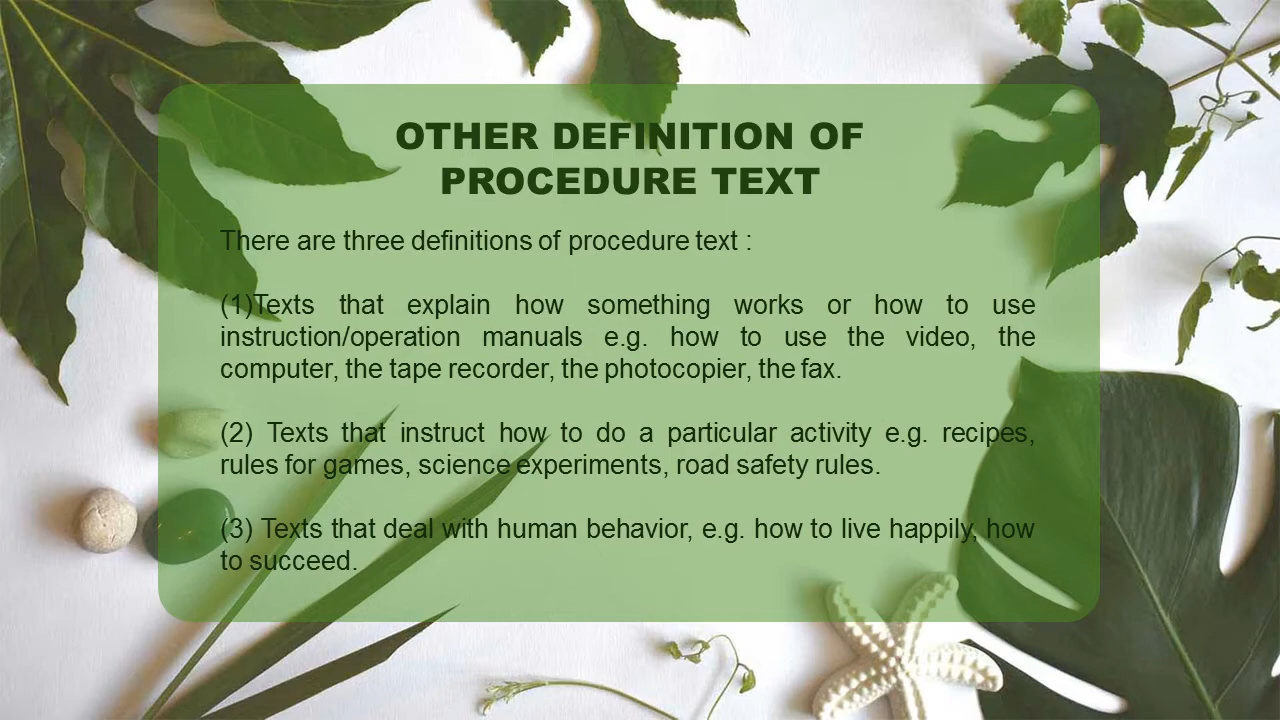 OTHER DEFINITION OF
PROCEDURE TEXT
There are three definitions of procedure text :
(1)Texts that explain how something works or how to use
instruction/operation manuals e.g. how to use the video, the
computer, the tape recorder, the photocopier, the fax.
(2) Texts that instruct how to do a particular activity e.g. recipes,
rules for games, science experiments, road safety rules.
(3) Texts that deal with human behavior, e.g. how to live happily, how
to succeed.